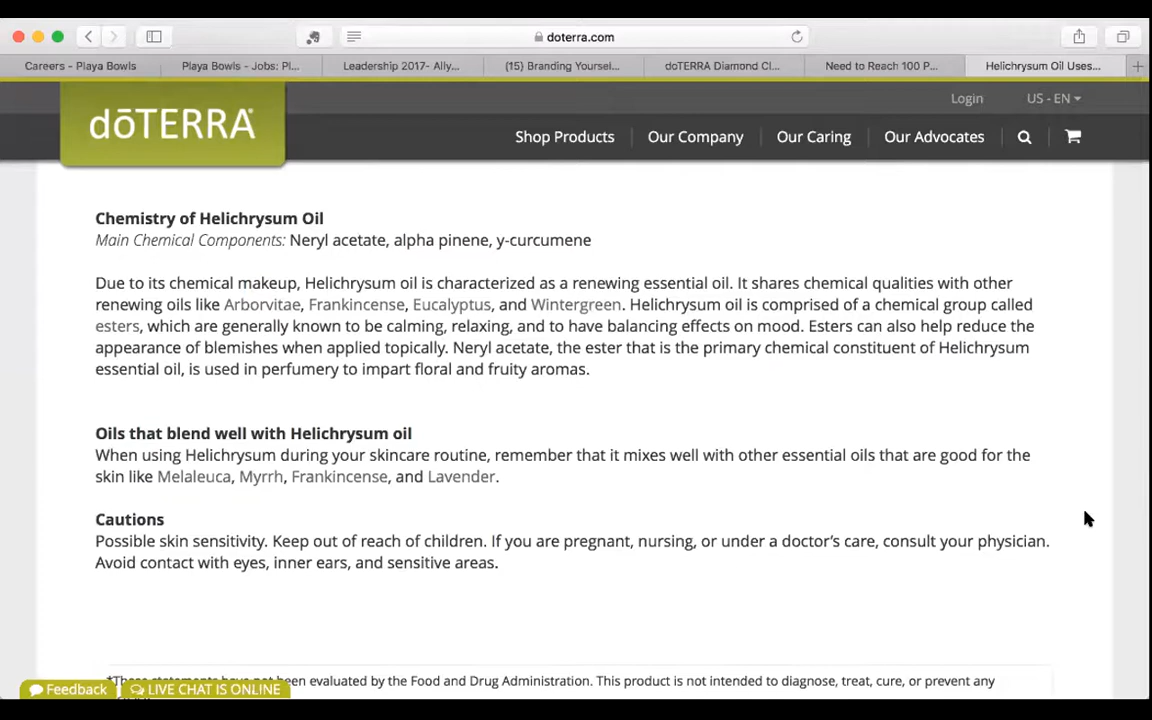 doterra.com
Careers - Playa Bowls
Playa Bowls - Jobs: Pl...
Leadership 2017- Ally...
(15) Branding Yoursel...
doTERRA Diamond Cl...
Need to Reach 100 P...
Helichrysum Oil Uses...
Login US - EN
dōTERRA®
Shop Products Our Company Our Caring Our Advocates
Chemistry of Helichrysum Oil
Main Chemical Components: Neryl acetate, alpha pinene, y-curcumene
Due to its chemical makeup, Helichrysum oil is characterized as a renewing essential oil. It shares chemical qualities with other
renewing oils like Arborvitae, Frankincense, Eucalyptus, and Wintergreen. Helichrysum oil is comprised of a chemical group called
esters, which are generally known to be calming, relaxing, and to have balancing effects on mood. Esters can also help reduce the
appearance of blemishes when applied topically. Neryl acetate, the ester that is the primary chemical constituent of Helichrysum
essential oil, is used in perfumery to impart floral and fruity aromas.
Oils that blend well with Helichrysum oil
When using Helichrysum during your skincare routine, remember that it mixes well with other essential oils that are good for the
skin like Melaleuca, Myrrh, Frankincense, and Lavender.
Cautions
Possible skin sensitivity. Keep out of reach of children. If you are pregnant, nursing, or under a doctor's care, consult your physician.
Avoid contact with eyes, inner ears, and sensitive areas.
*These statements have not been evaluated by the Food and Drug Administration. This product is not intended to diagnose, treat, cure, or prevent any
Feedback LIVE CHAT IS ONLINE